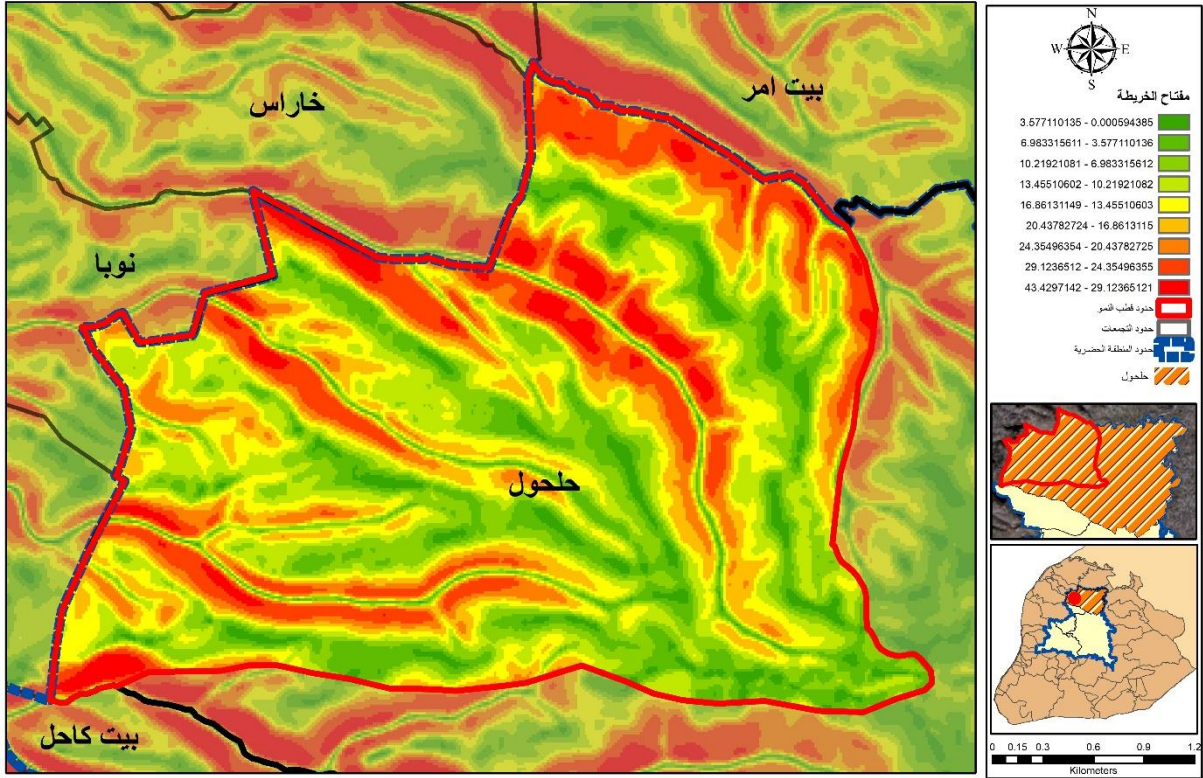 خاراس
بيت امر
نوبا
حلحول
بيت كاحل
N
W E
S
مفتاح الخريطة
3.577110135 - 0.000594385
6.983315611 - 3.577110136
10.21921081 - 6.983315612
13.45510602 - 10.21921082
16.86131149 - 13.45510603
20.43782724 - 16.8613115
24.35496354 - 20.43782725
29.1236512 - 24.35496355
43.4297142 - 29.12365121
حدود قطب النمو
حدود التجمعات
حدود المنطقة الحضرية
حلحول
0 0.15 0.3 0.6 0.9 1.2
Kilometers